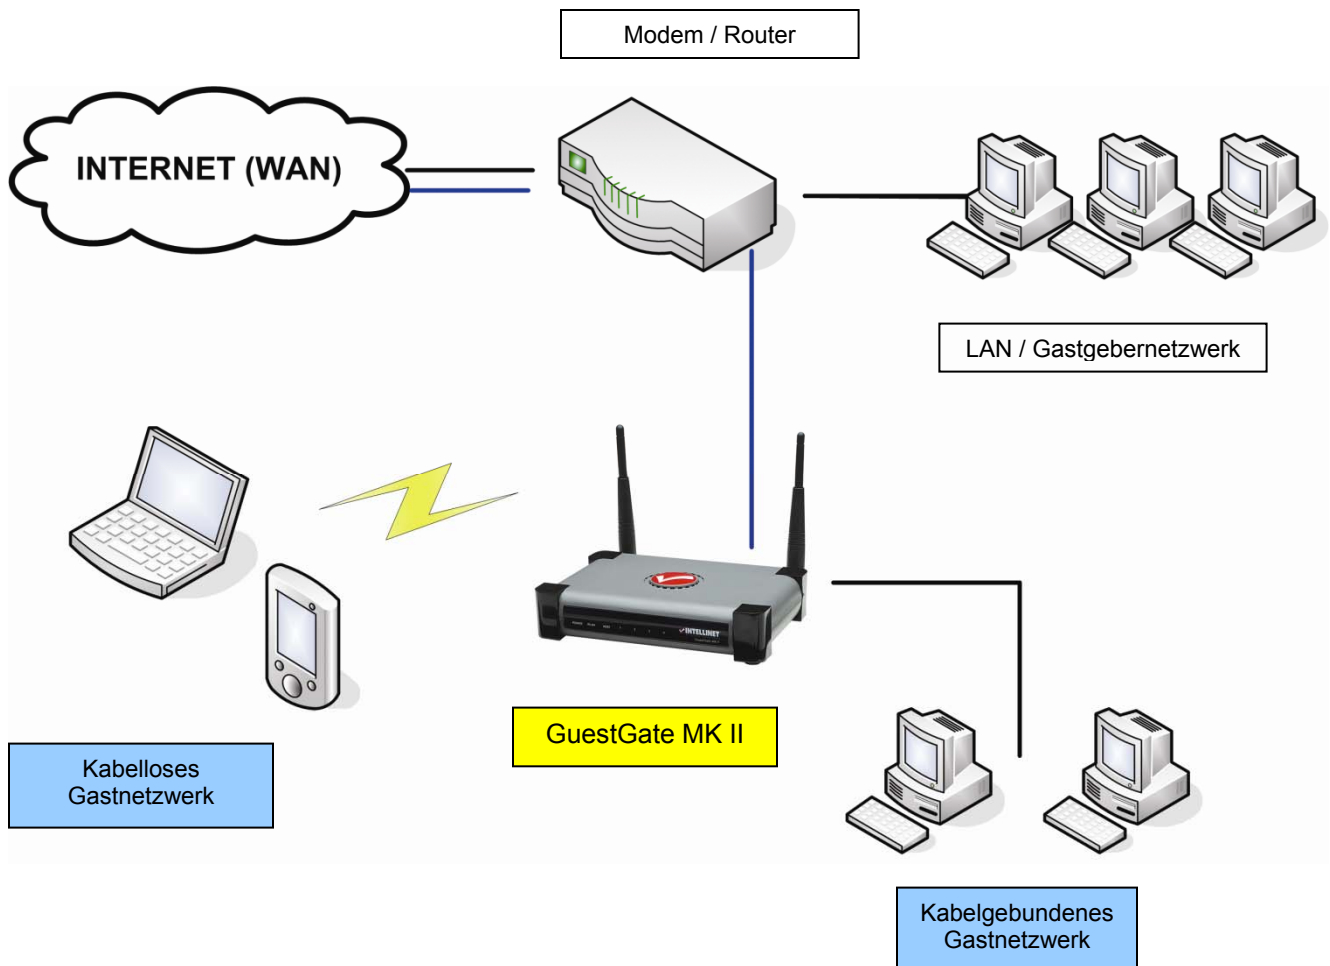 Modem / Router
INTERNET (WAN)
LAN / Gastgebernetzwerk
INTELLINET
GuestGate MK II
Kabelloses
Gastnetzwerk
Kabelgebundenes
Gastnetzwerk